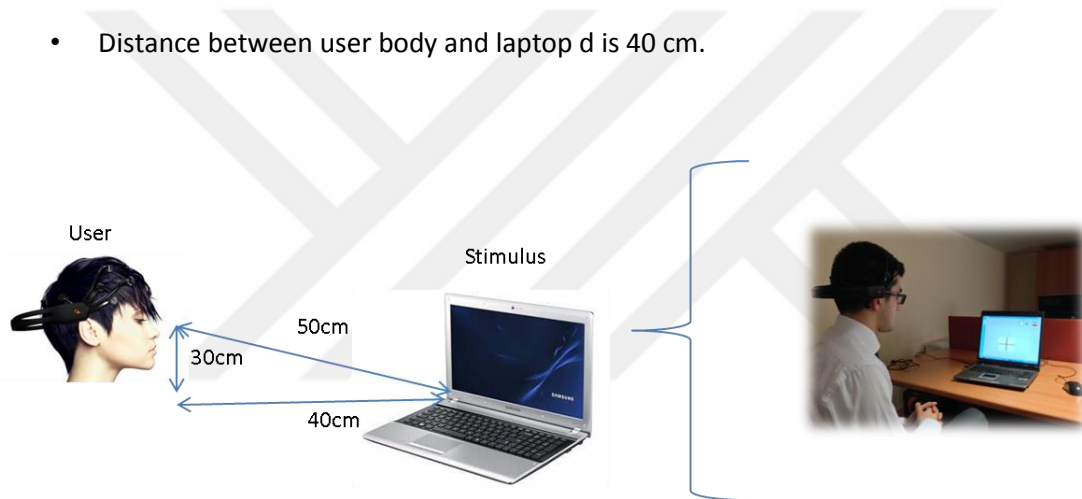 • Distance between user body and laptop d is 40 cm.
User
Stimulus
50cm
30cm
40cm
SAMSUNG